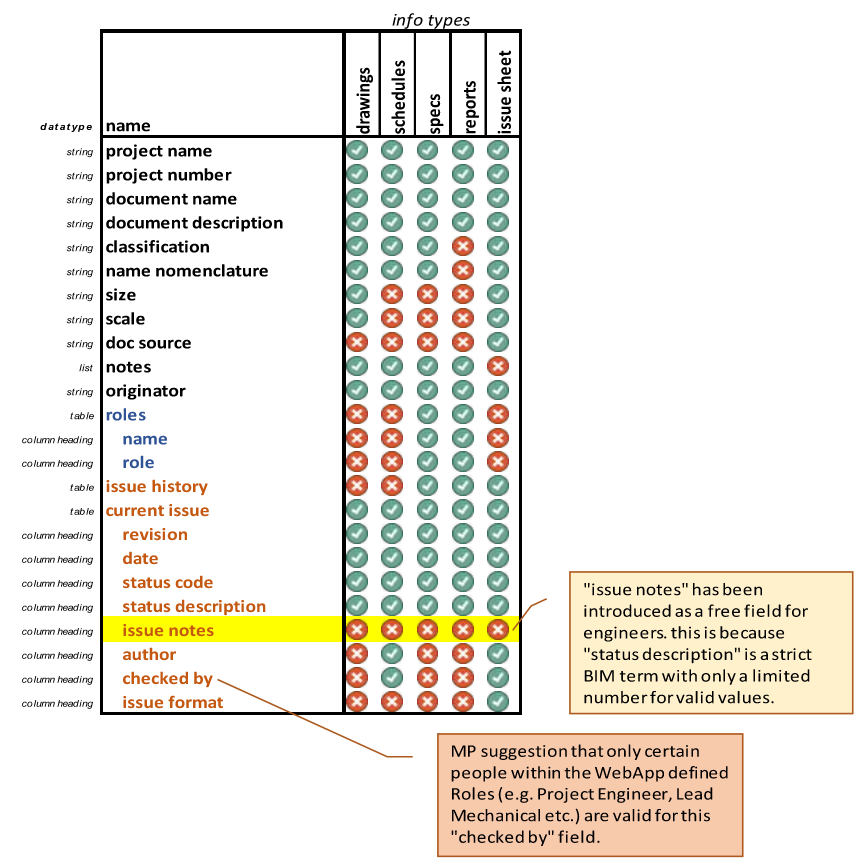 info types
datatype name drawings schedules specs reports issue sheet
string project name
string project number
string document name
string document description
string classification
string name nomenclature
string size
string scale
string doc source
list notes
string originator
table roles
column heading name
column heading role
table issue history
table current issue
column heading revision
column heading date
column heading status code
column heading status description
column heading issue notes
column heading author
column heading checked by
column heading issue format
"issue notes" has been
introduced as a free field for
engineers. this is because
"status description" is a strict
BIM term with only a limited
number for valid values.
MP suggestion that only certain
people within the WebApp defined
Roles (e.g. Project Engineer, Lead
Mechanical etc.) are valid for this
"checked by" field.